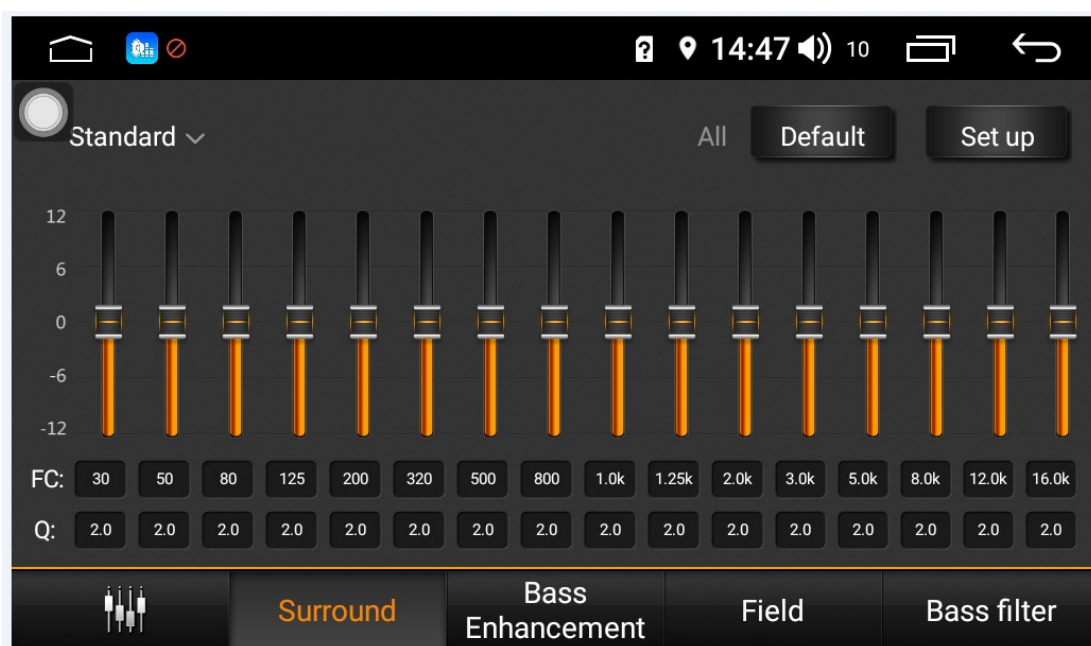 14:47 10
Standard All Default Set up
12
6
0
-6
-12
FC: 30 50 80 125 200 320 500 800 1.0k 1.25k 2.0k 3.0k 5.0k 8.0k 12.0k 16.0k
Q: 2.0 2.0 2.0 2.0 2.0 2.0 2.0 2.0 2.0 2.0 2.0 2.0 2.0 2.0 2.0 2.0
Surround Bass Enhancement Field Bass filter